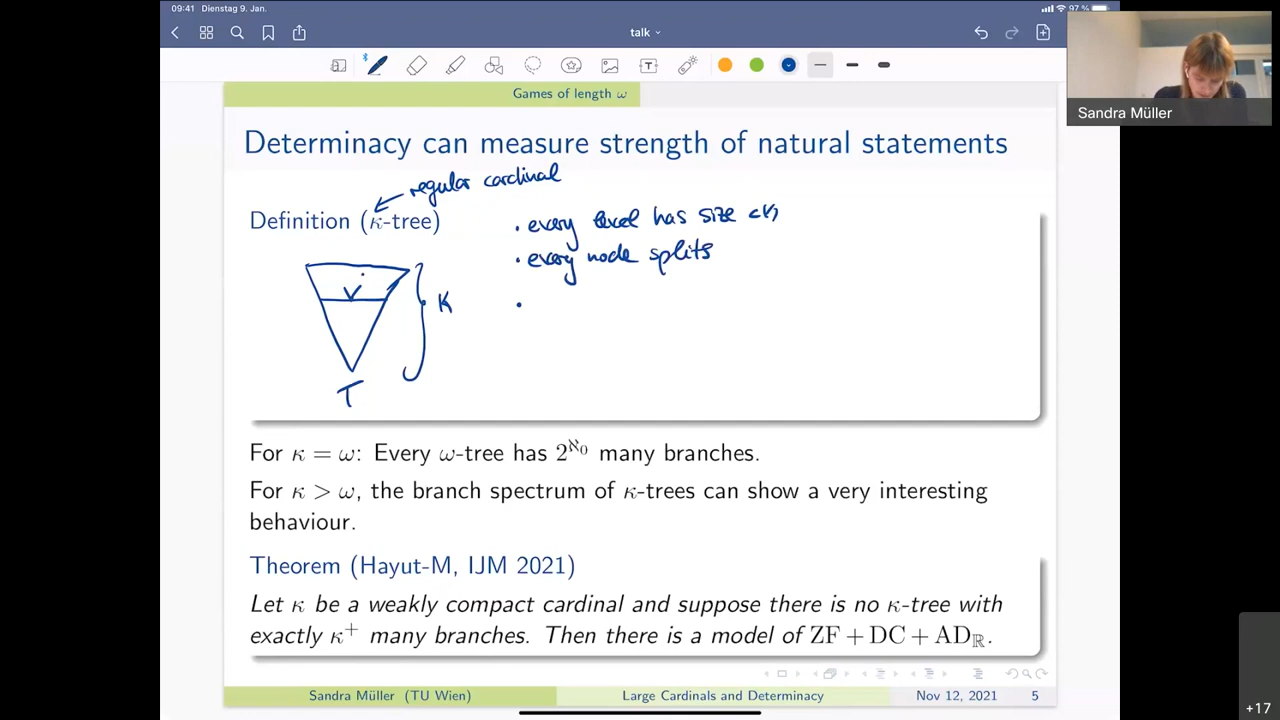 09:41 Dienstag 9. Jan.
97 %
talk
Sandra Müller
Games of length ω
Determinacy can measure strength of natural statements
regular cardinal
Definition (κ-tree)
• every level has size <κ
• every node splits
•
κ
T
For κ = ω: Every ω-tree has 2^ℵ₀ many branches.
For κ > ω, the branch spectrum of κ-trees can show a very interesting
behaviour.
Theorem (Hayut-M, IJM 2021)
Let κ be a weakly compact cardinal and suppose there is no κ-tree with
exactly κ⁺ many branches. Then there is a model of ZF + DC + AD_ℝ.
Sandra Müller (TU Wien) Large Cardinals and Determinacy Nov 12, 2021 5
+17